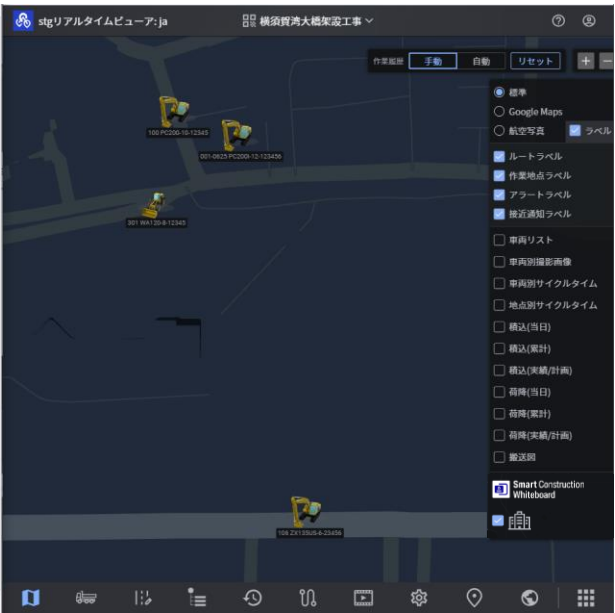 stgリアルタイムビューア: ja
横須賀湾大橋架設工事
作業履歴
手動
自動
リセット
標準
Google Maps
航空写真
ラベル
ルートラベル
作業地点ラベル
アラートラベル
接近通知ラベル
車両リスト
車両別撮影画像
車両別サイクルタイム
地点別サイクルタイム
積込(当日)
積込(累計)
積込(実績/計画)
荷降(当日)
荷降(累計)
荷降(実績/計画)
搬送図
Smart Construction
Whiteboard
100 PC200-10-12345
001-0625 PC200i-12-123456
301 WA120-8-12345
106 ZX135US-6-23456